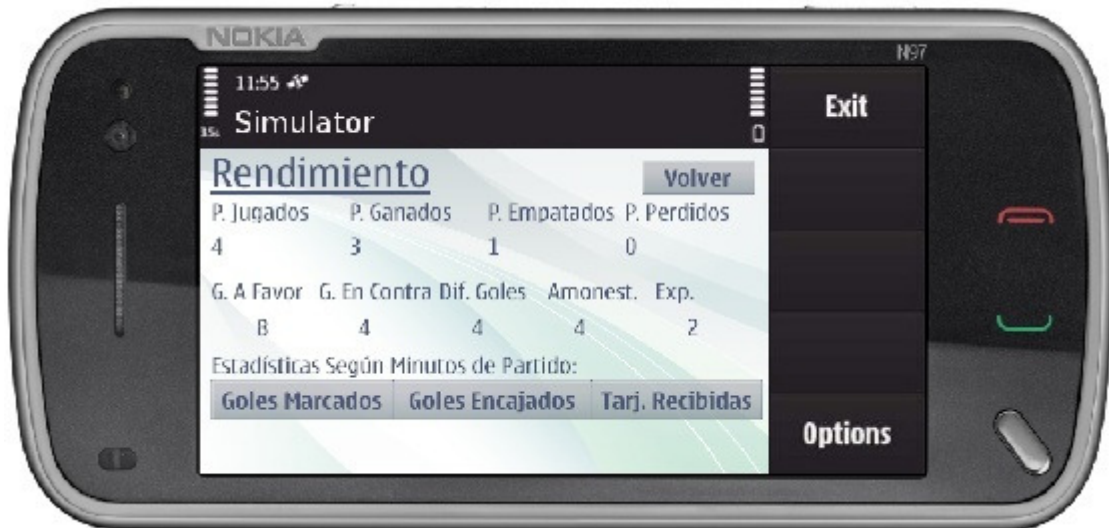 NOKIA
N97
11:55
Simulator
Exit
Rendimiento
Volver
P. Jugados P. Ganados P. Empatados P. Perdidos
4 3 1 0
G. A Favor G. En Contra Dif. Goles Amonest. Exp.
8 4 4 4 2
Estadísticas Según Minutos de Partido:
Goles Marcados Goles Encajados Tarj. Recibidas
Options